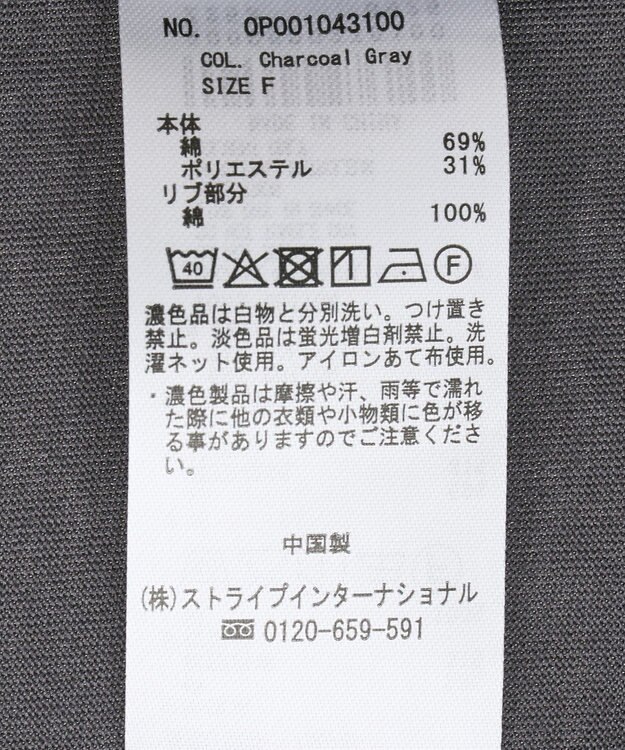 NO. OP001043100
COL. Charcoal Gray
SIZE F
本体
綿 69%
ポリエステル 31%
リブ部分
綿 100%
40 F
濃色品は白物と分別洗い。つけ置き
禁止。淡色品は蛍光増白剤禁止。洗
濯ネット使用。アイロンあて布使用。
・濃色製品は摩擦や汗、雨等で濡れ
た際に他の衣類や小物類に色が移
る事がありますのでご注意くださ
い。
中国製
(株)ストライプインターナショナル
0120-659-591